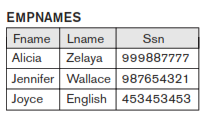 EMPNAMES
Fname Lname Ssn
Alicia Zelaya 999887777
Jennifer Wallace 987654321
Joyce English 453453453